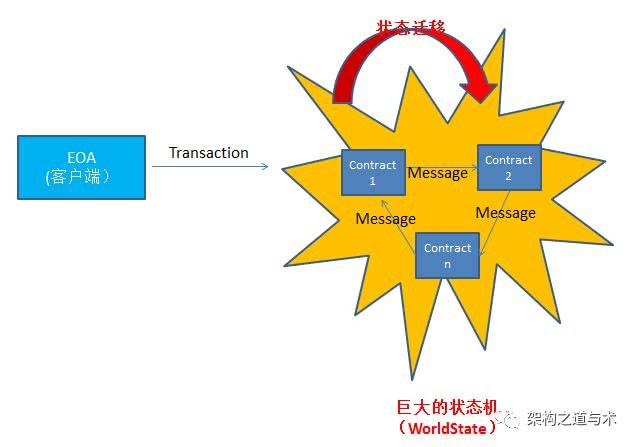 状态迁移
EOA
(客户端）
Transaction
Contract
1
Message
Contract
2
Message
Message
Contract
n
巨大的状态机
（WorldState）
架构之道与术